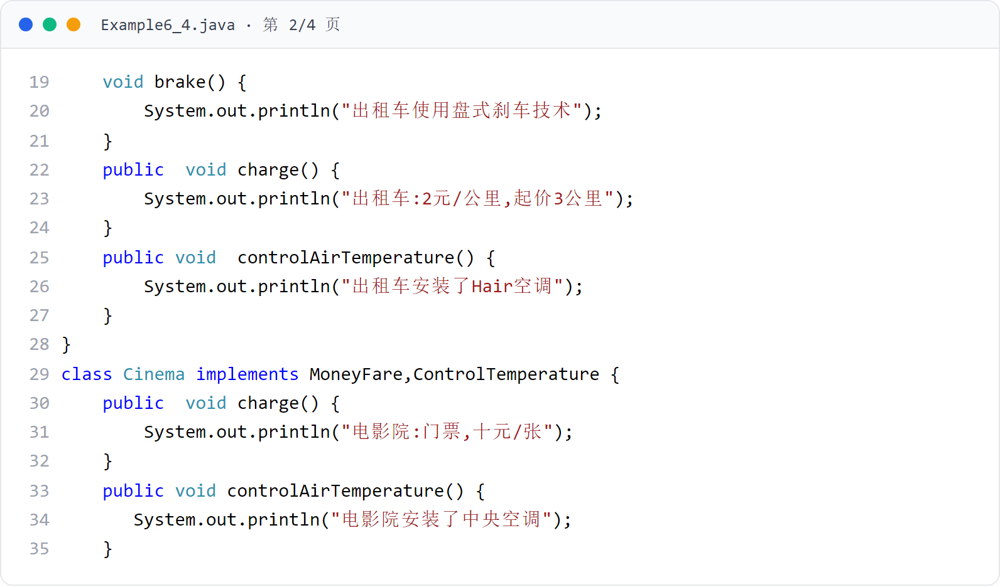 Example6_4.java · 第 2/4 页
19     void brake() {
20         System.out.println("出租车使用盘式刹车技术");
21     }
22     public  void charge() {
23         System.out.println("出租车:2元/公里,起价3公里");
24     }
25     public void  controlAirTemperature() {
26         System.out.println("出租车安装了Hair空调");
27     }
28 }
29 class Cinema implements MoneyFare,ControlTemperature {
30     public  void charge() {
31         System.out.println("电影院:门票,十元/张");
32     }
33     public void controlAirTemperature() {
34        System.out.println("电影院安装了中央空调");
35     }